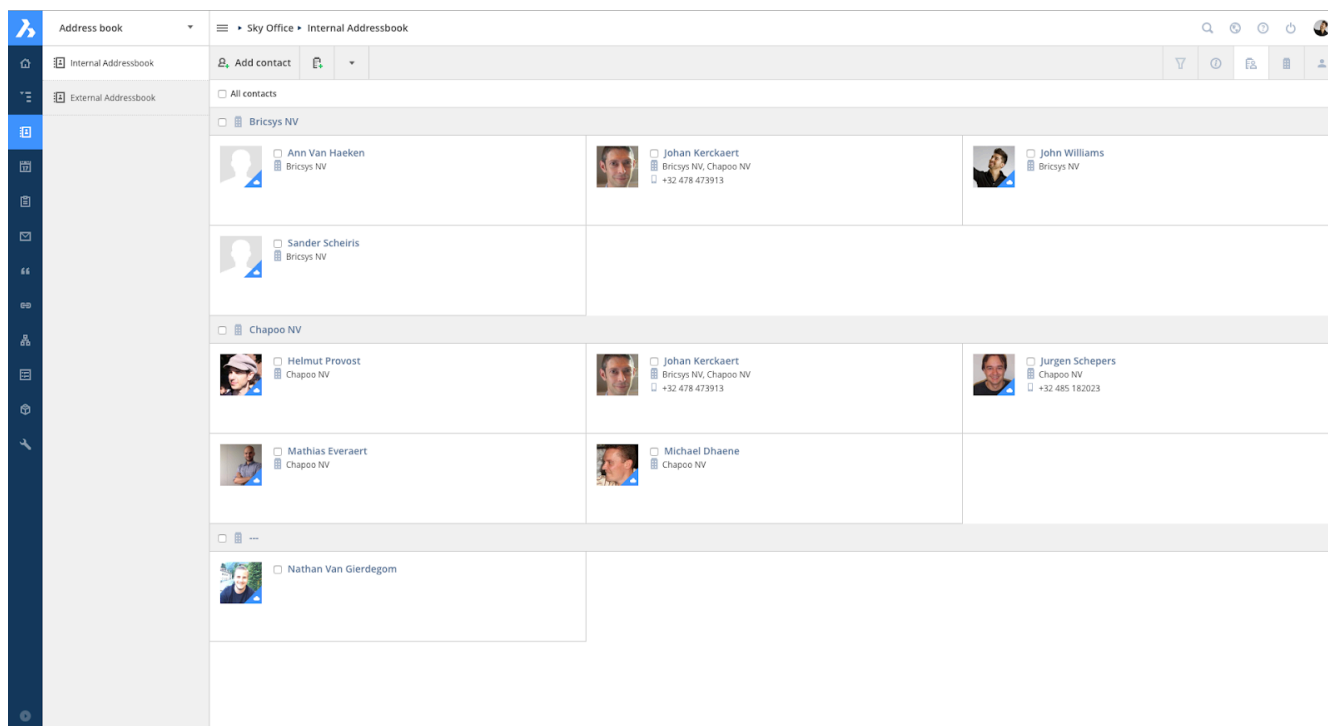 Address book
Sky Office
Internal Addressbook
Internal Addressbook
External Addressbook
Add contact
All contacts
Bricsys NV
Ann Van Haeken
Bricsys NV
Johan Kerckaert
Bricsys NV, Chapoo NV
+32 478 473913
John Williams
Bricsys NV
Sander Scheiris
Bricsys NV
Chapoo NV
Helmut Provost
Chapoo NV
Johan Kerckaert
Bricsys NV, Chapoo NV
+32 478 473913
Jurgen Schepers
Chapoo NV
+32 485 182023
Mathias Everaert
Chapoo NV
Michael Dhaene
Chapoo NV
---
Nathan Van Gierdegom